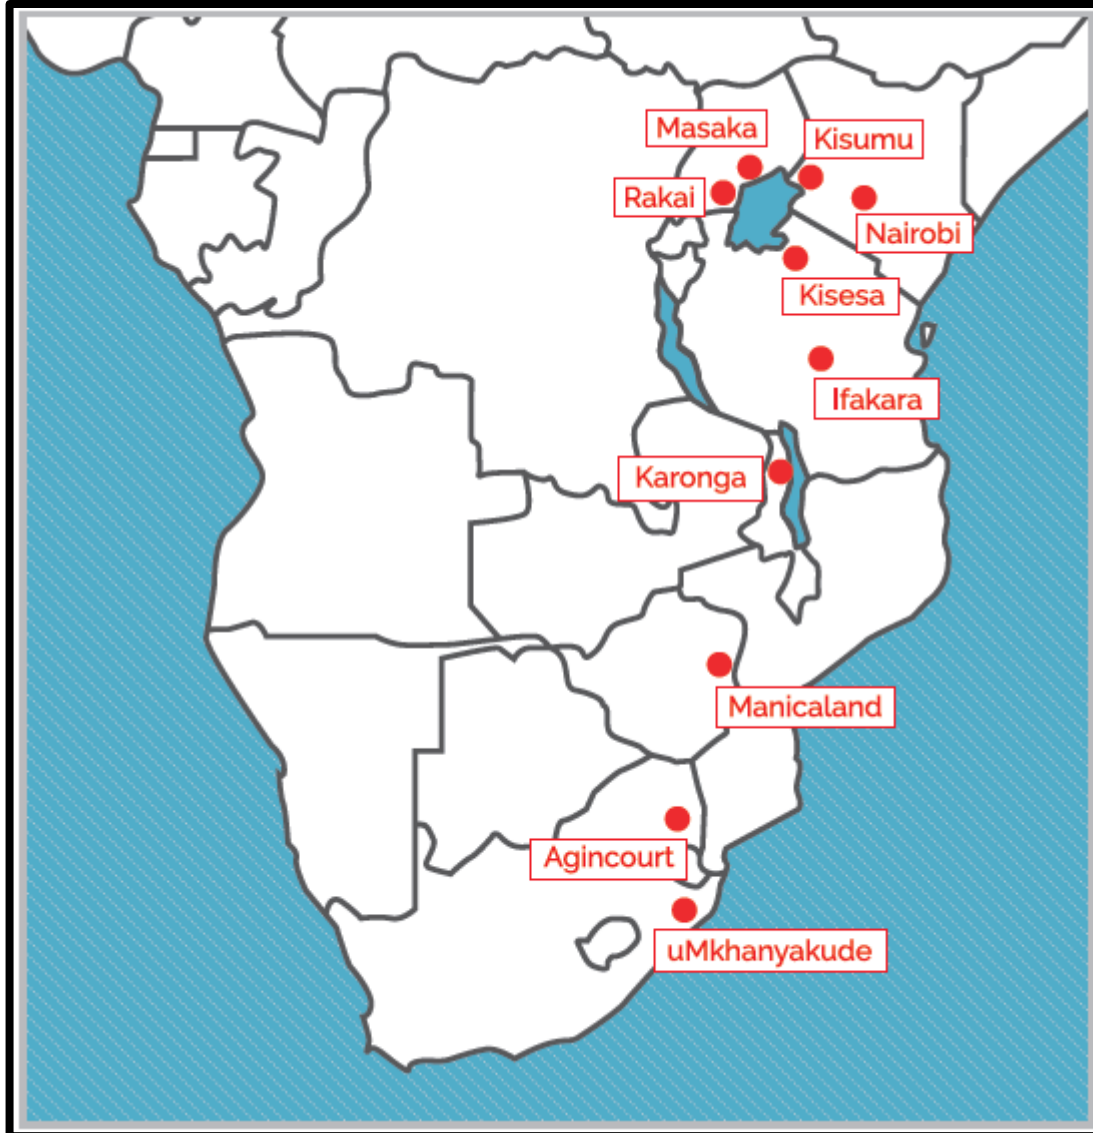 Masaka
Kisumu
Rakai
Nairobi
Kisesa
Ifakara
Karonga
Manicaland
Agincourt
uMkhanyakude